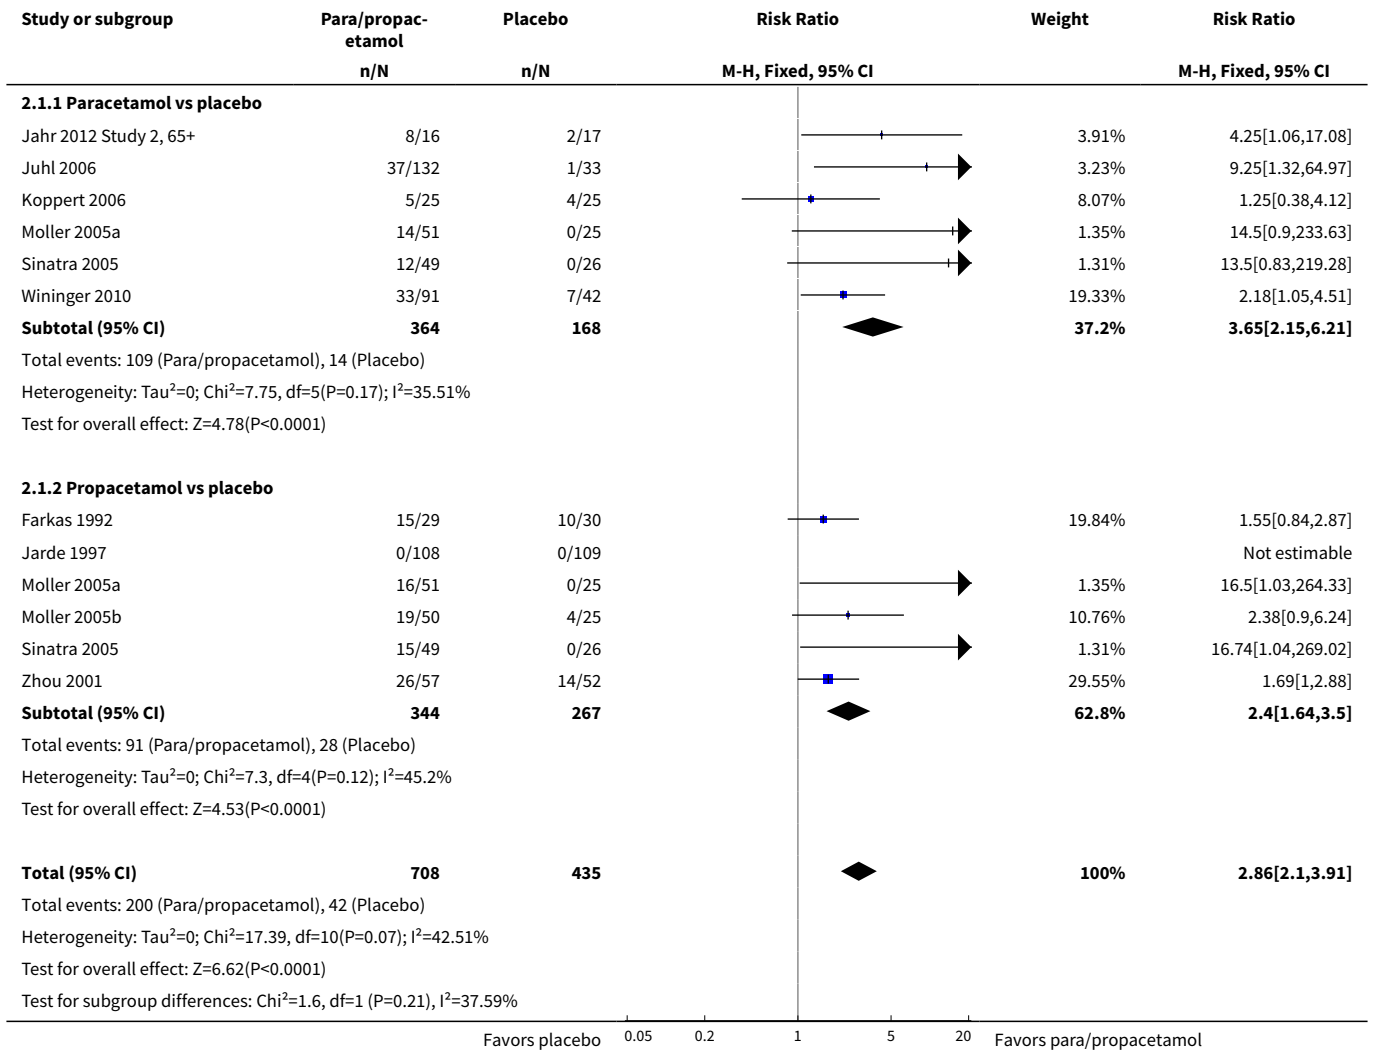 Study or subgroup Para/propac- Placebo Risk Ratio Weight Risk Ratio
etamol
n/N n/N M-H, Fixed, 95% CI M-H, Fixed, 95% CI
2.1.1 Paracetamol vs placebo
Jahr 2012 Study 2, 65+ 8/16 2/17 3.91% 4.25[1.06,17.08]
Juhl 2006 37/132 1/33 3.23% 9.25[1.32,64.97]
Koppert 2006 5/25 4/25 8.07% 1.25[0.38,4.12]
Moller 2005a 14/51 0/25 1.35% 14.5[0.9,233.63]
Sinatra 2005 12/49 0/26 1.31% 13.5[0.83,219.28]
Wininger 2010 33/91 7/42 19.33% 2.18[1.05,4.51]
Subtotal (95% CI) 364 168 37.2% 3.65[2.15,6.21]
Total events: 109 (Para/propacetamol), 14 (Placebo)
Heterogeneity: Tau²=0; Chi²=7.75, df=5(P=0.17); I²=35.51%
Test for overall effect: Z=4.78(P<0.0001)
2.1.2 Propacetamol vs placebo
Farkas 1992 15/29 10/30 19.84% 1.55[0.84,2.87]
Jarde 1997 0/108 0/109 Not estimable
Moller 2005a 16/51 0/25 1.35% 16.5[1.03,264.33]
Moller 2005b 19/50 4/25 10.76% 2.38[0.9,6.24]
Sinatra 2005 15/49 0/26 1.31% 16.74[1.04,269.02]
Zhou 2001 26/57 14/52 29.55% 1.69[1,2.88]
Subtotal (95% CI) 344 267 62.8% 2.4[1.64,3.5]
Total events: 91 (Para/propacetamol), 28 (Placebo)
Heterogeneity: Tau²=0; Chi²=7.3, df=4(P=0.12); I²=45.2%
Test for overall effect: Z=4.53(P<0.0001)
Total (95% CI) 708 435 100% 2.86[2.1,3.91]
Total events: 200 (Para/propacetamol), 42 (Placebo)
Heterogeneity: Tau²=0; Chi²=17.39, df=10(P=0.07); I²=42.51%
Test for overall effect: Z=6.62(P<0.0001)
Test for subgroup differences: Chi²=1.6, df=1 (P=0.21), I²=37.59%
Favors placebo 0.05 0.2 1 5 20 Favors para/propacetamol